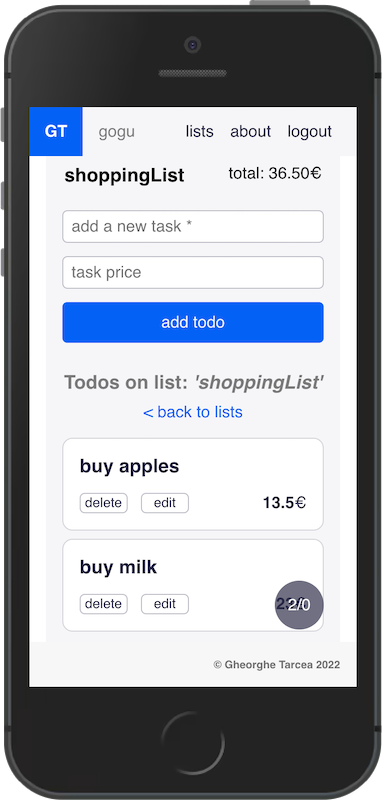 GT gogu lists about logout
shoppingList total: 36.50€
add a new task *
task price
add todo
Todos on list: 'shoppingList'
< back to lists
buy apples
delete edit 13.5€
buy milk
delete edit 2/0
© Gheorghe Tarcea 2022